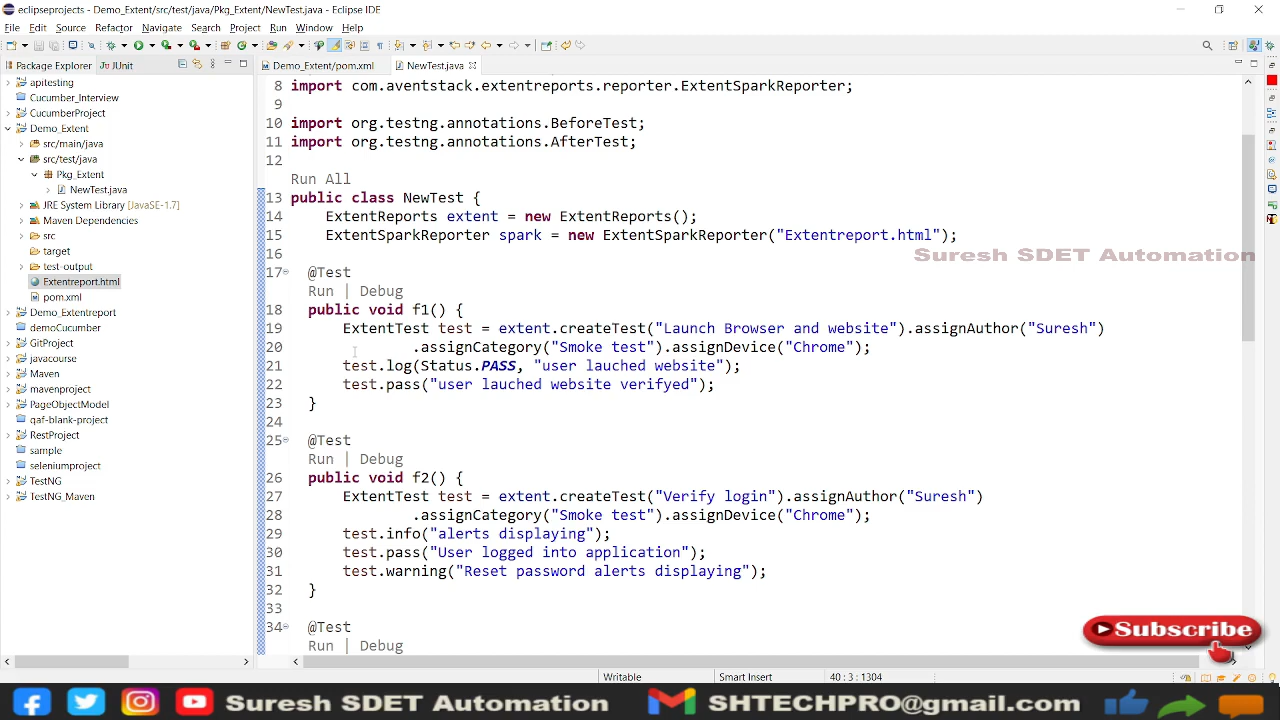 eclipseprojects - Demo_Extent/src/test/java/Pkg_Extent/NewTest.java - Eclipse IDE
File Edit Source Refactor Navigate Search Project Run Window Help
Package Explorer JUnit
Demo_Extent/pom.xml NewTest.java
apitesting
Cucumber_Interview
CucumberProject
Demo_Extent
src/main/java
src/test/java
Pkg_Extent
NewTest.java
JRE System Library [JavaSE-1.7]
Maven Dependencies
src
target
test-output
Extentreport.html
pom.xml
Demo_Extentreport
demoCucumber
GitProject
javacourse
Maven
mavenproject
PageObjectModel
qaf-blank-project
RestProject
sample
seleniumproject
TestNG
TestNG_Maven
8 import com.aventstack.extentreports.reporter.ExtentSparkReporter;
9
10 import org.testng.annotations.BeforeTest;
11 import org.testng.annotations.AfterTest;
12
Run All
13 public class NewTest {
14 ExtentReports extent = new ExtentReports();
15 ExtentSparkReporter spark = new ExtentSparkReporter("Extentreport.html");
16
Suresh SDET Automation
17 @Test
Run | Debug
18 public void f1() {
19 ExtentTest test = extent.createTest("Launch Browser and website").assignAuthor("Suresh")
20 .assignCategory("Smoke test").assignDevice("Chrome");
21 test.log(Status.PASS, "user lauched website");
22 test.pass("user lauched website verifyed");
23 }
24
25 @Test
Run | Debug
26 public void f2() {
27 ExtentTest test = extent.createTest("Verify login").assignAuthor("Suresh")
28 .assignCategory("Smoke test").assignDevice("Chrome");
29 test.info("alerts displaying");
30 test.pass("User logged into application");
31 test.warning("Reset password alerts displaying");
32 }
33
34 @Test
Run | Debug
Subscribe
Writable Smart Insert 40 : 3 : 1304
Suresh SDET Automation SHTECHPRO@gmail.com